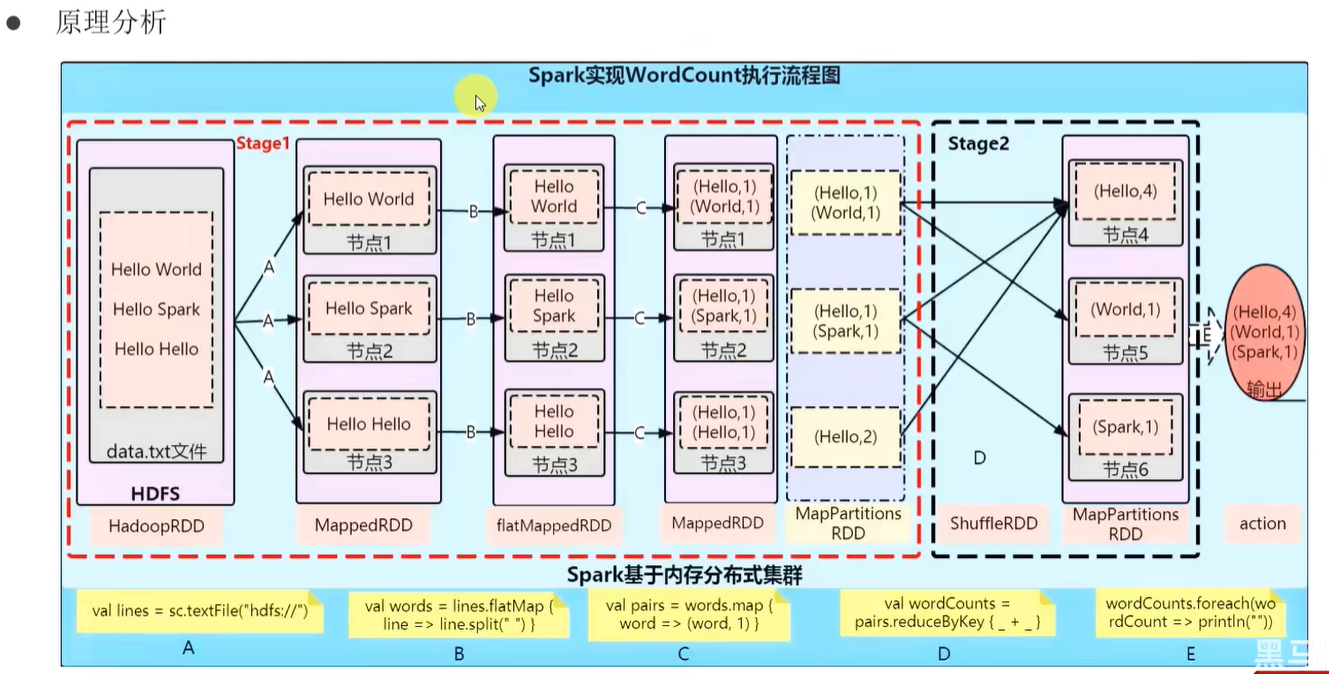 ● 原理分析
Spark实现WordCount执行流程图
Stage1
Hello World
Hello Spark
Hello Hello
data.txt文件
HDFS
HadoopRDD
A
A
A
Hello World
节点1
Hello Spark
节点2
Hello Hello
节点3
MappedRDD
B
B
B
Hello
World
节点1
Hello
Spark
节点2
Hello
Hello
节点3
flatMappedRDD
C
C
C
(Hello,1)
(World,1)
节点1
(Hello,1)
(Spark,1)
节点2
(Hello,1)
(Hello,1)
节点3
MappedRDD
(Hello,1)
(World,1)
(Hello,1)
(Spark,1)
(Hello,2)
MapPartitions
RDD
Stage2
D
ShuffleRDD
(Hello,4)
节点4
(World,1)
节点5
(Spark,1)
节点6
MapPartitions
RDD
E
(Hello,4)
(World,1)
(Spark,1)
输出
action
Spark基于内存分布式集群
val lines = sc.textFile("hdfs://")
A
val words = lines.flatMap {
line => line.split(" ") }
B
val pairs = words.map {
word => (word, 1) }
C
val wordCounts =
pairs.reduceByKey { _ + _ }
D
wordCounts.foreach(wo
rdCount => println(""))
E
黑马